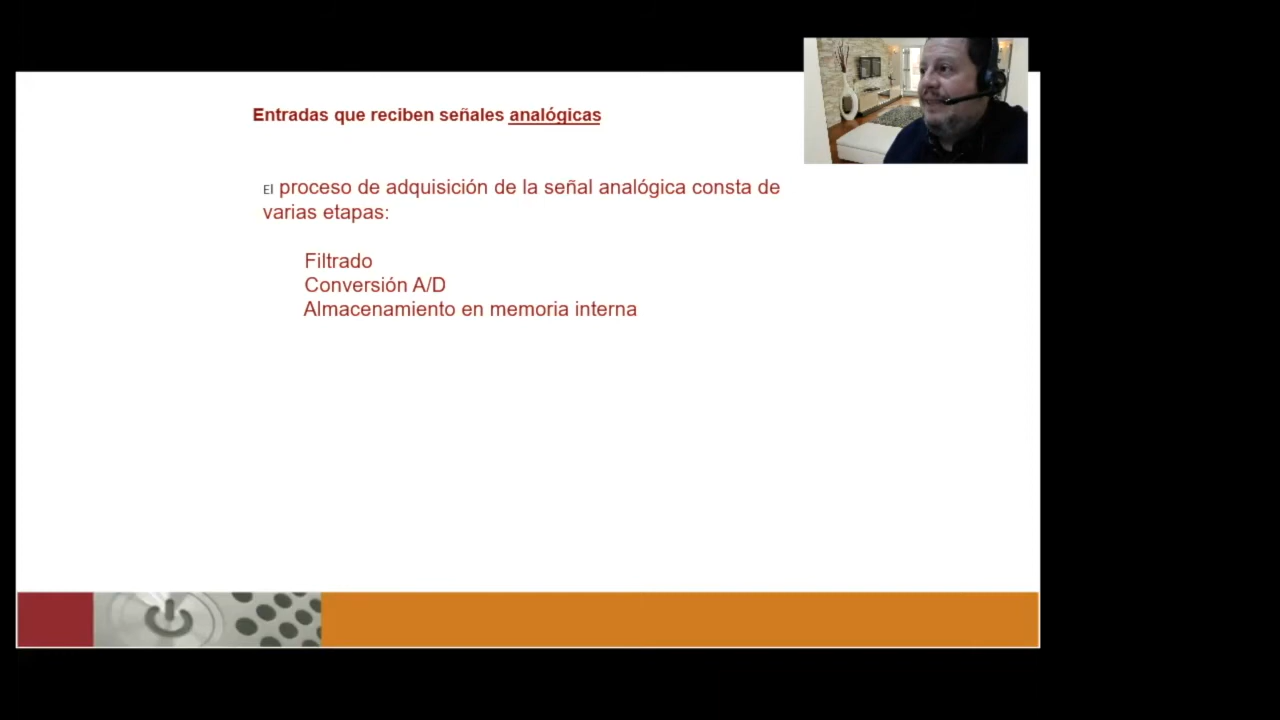 Entradas que reciben señales analógicas
El proceso de adquisición de la señal analógica consta de
varias etapas:
Filtrado
Conversión A/D
Almacenamiento en memoria interna